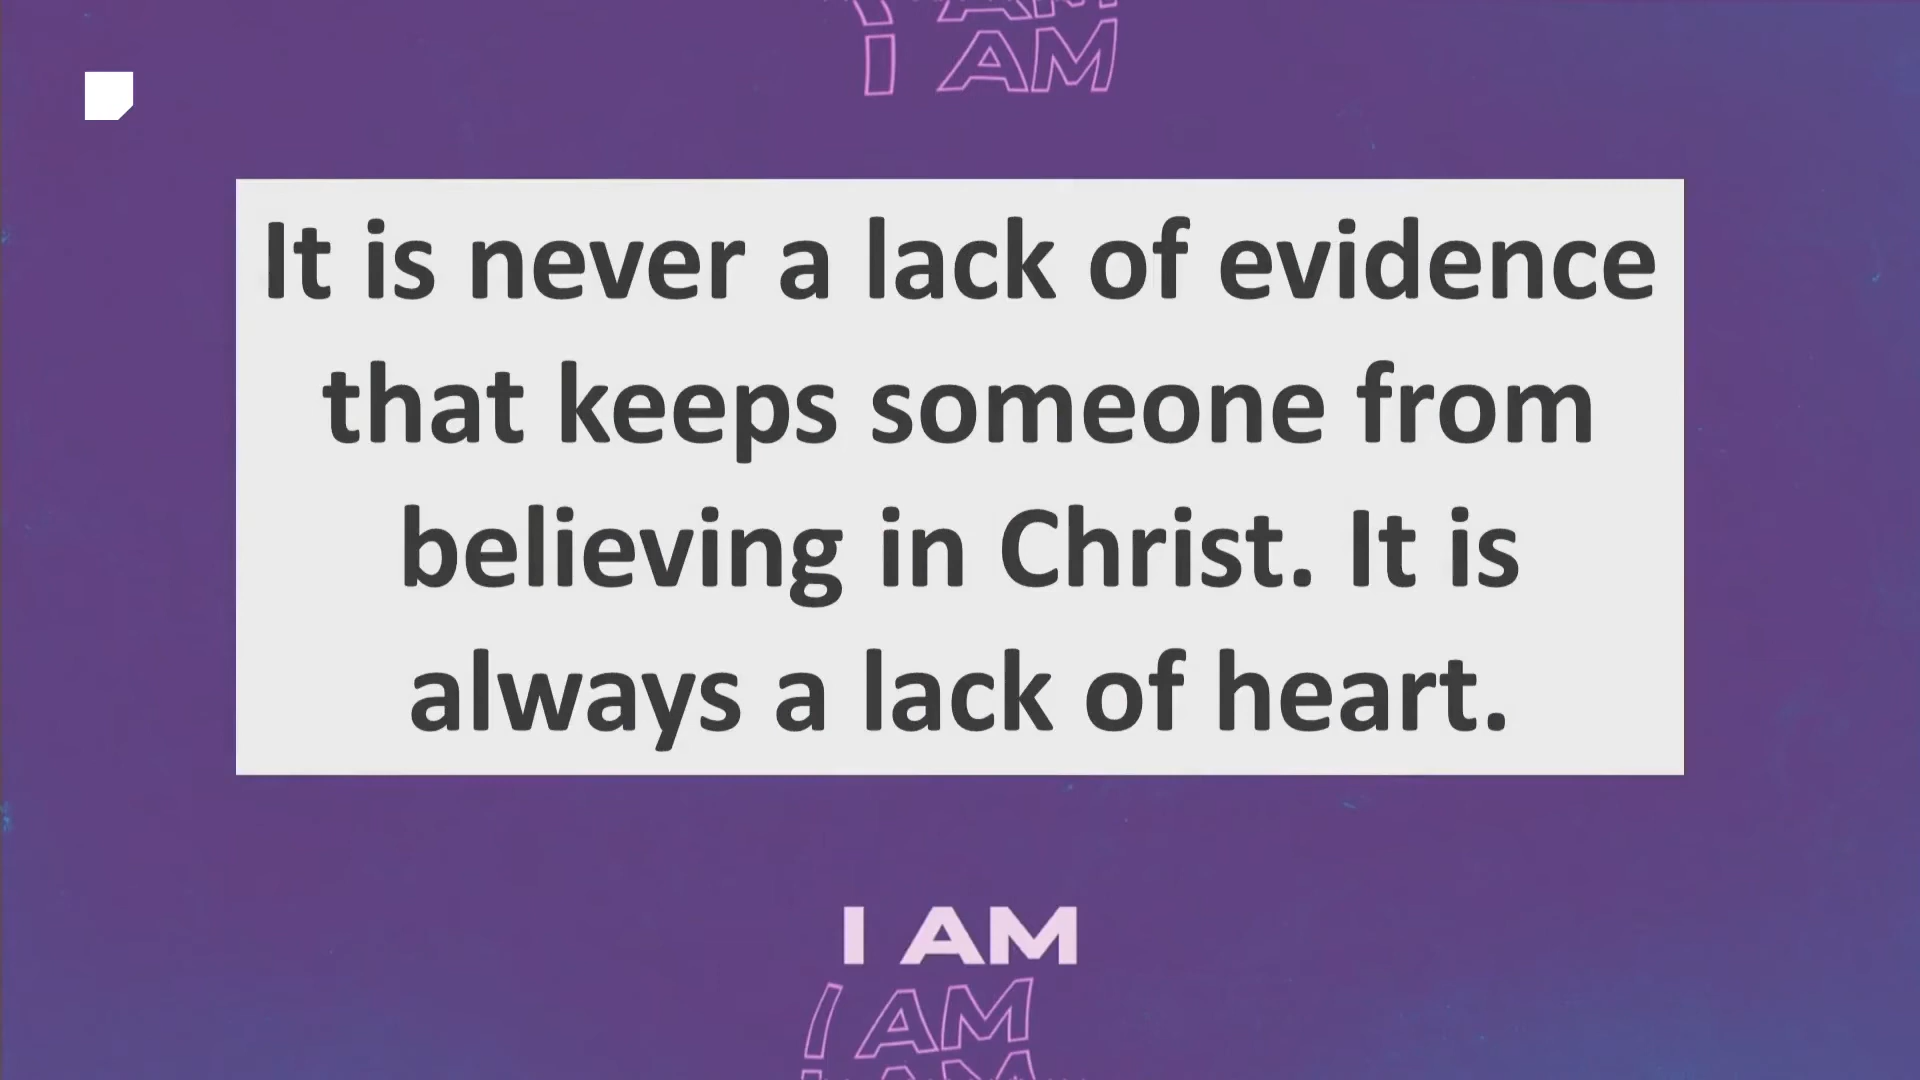 I AM
I AM
It is never a lack of evidence
that keeps someone from
believing in Christ. It is
always a lack of heart.
I AM
I AM
I AM